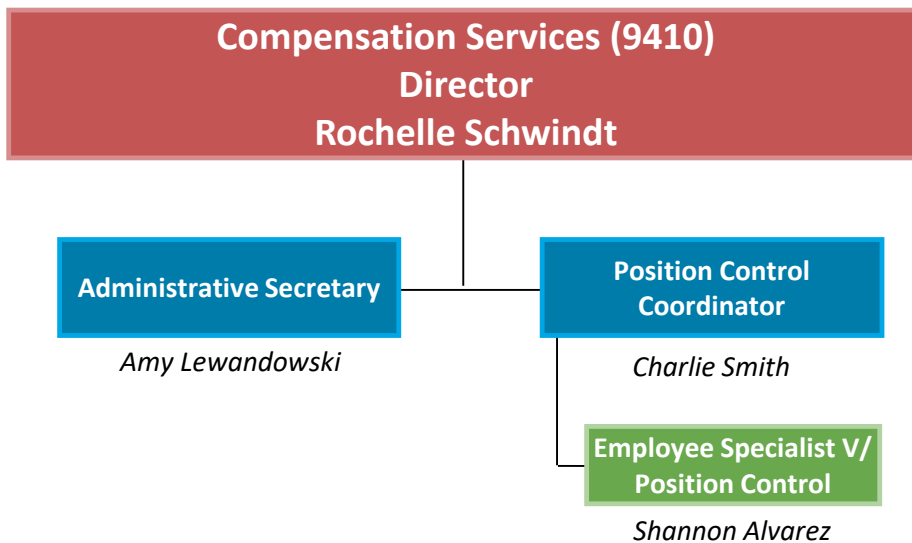 Compensation Services (9410)
Director
Rochelle Schwindt
Administrative Secretary
Amy Lewandowski
Position Control
Coordinator
Charlie Smith
Employee Specialist V/
Position Control
Shannon Alvarez